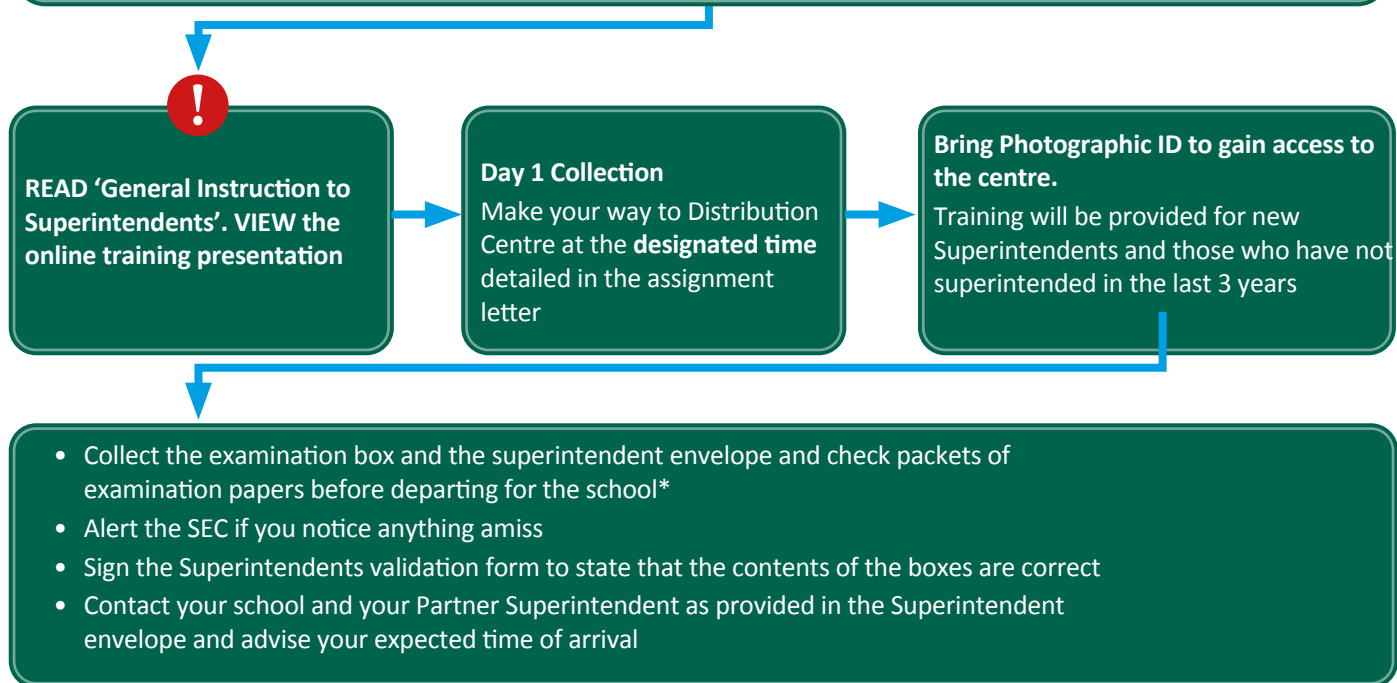 !
READ ‘General Instruction to
Superintendents’. VIEW the
online training presentation
Day 1 Collection
Make your way to Distribution
Centre at the designated time
detailed in the assignment
letter
Bring Photographic ID to gain access to
the centre.
Training will be provided for new
Superintendents and those who have not
superintended in the last 3 years
• Collect the examination box and the superintendent envelope and check packets of
examination papers before departing for the school*
• Alert the SEC if you notice anything amiss
• Sign the Superintendents validation form to state that the contents of the boxes are correct
• Contact your school and your Partner Superintendent as provided in the Superintendent
envelope and advise your expected time of arrival